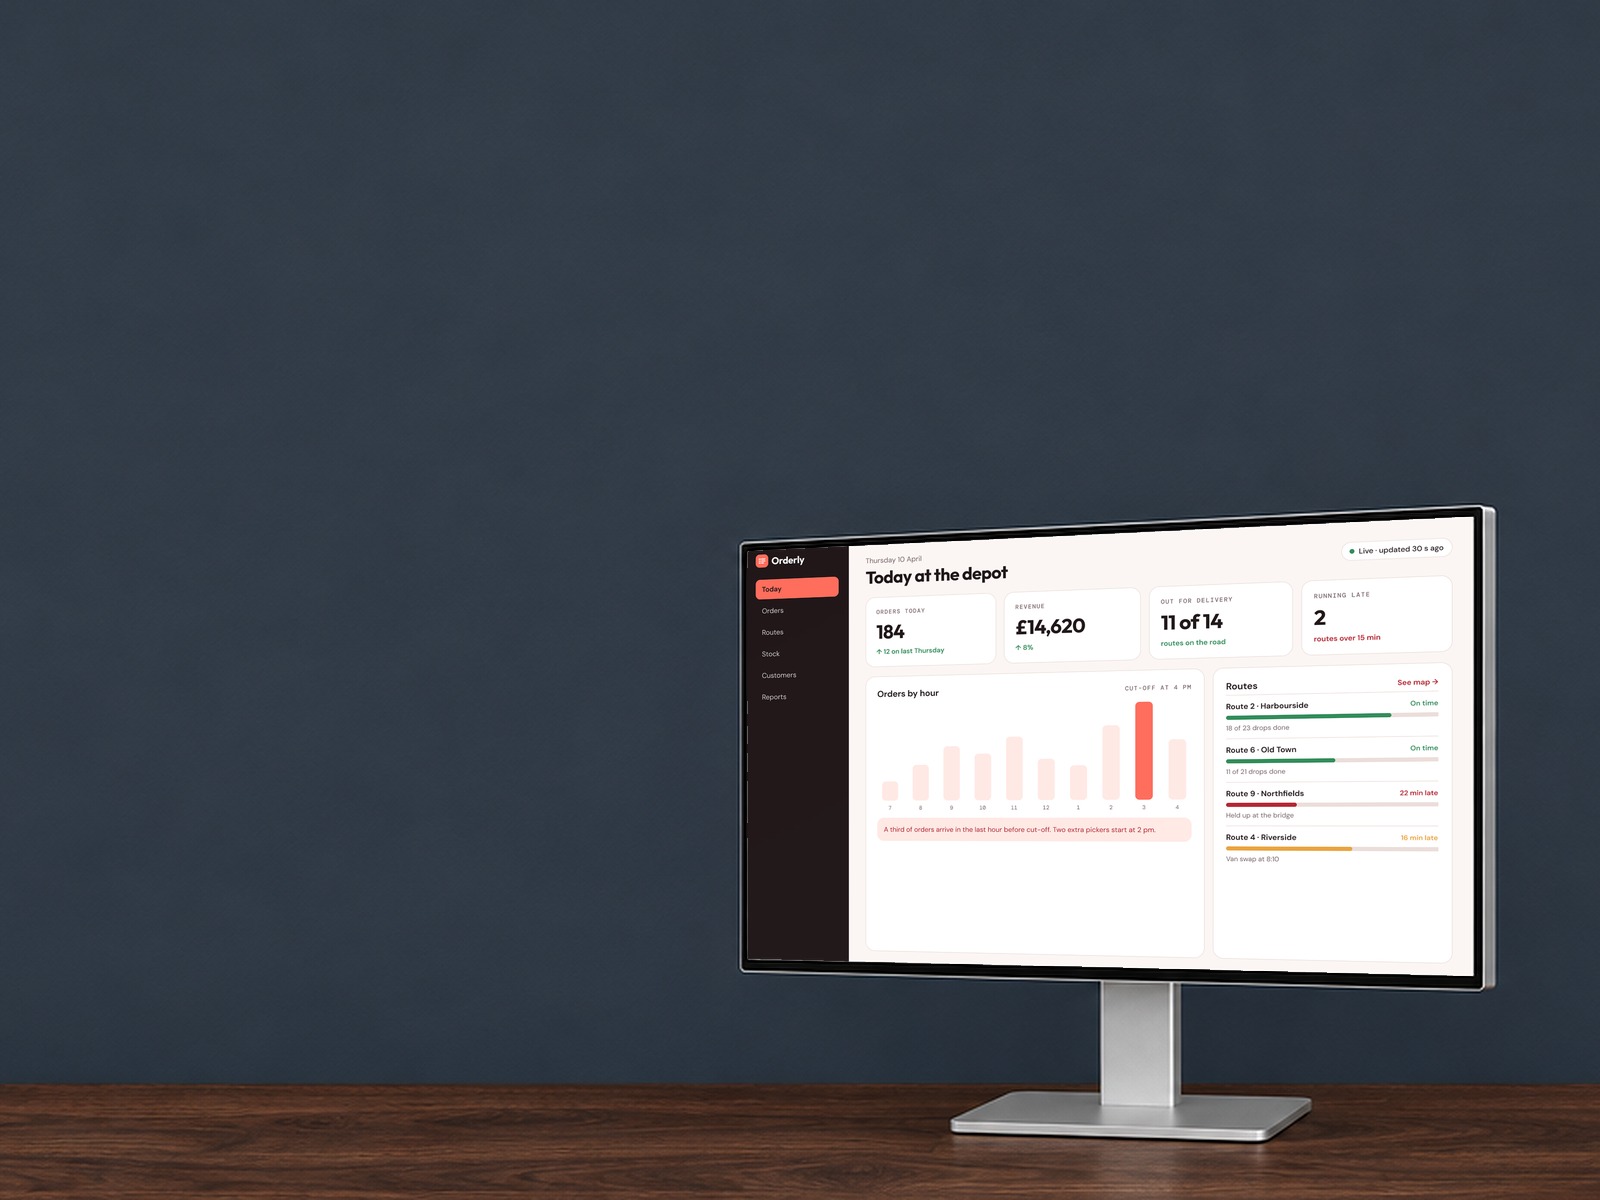 Orderly
Today
Orders
Routes
Stock
Customers
Reports
Thursday 10 April
Today at the depot
Live · updated 30 s ago
ORDERS TODAY
184
↑ 12 on last Thursday
REVENUE
£14,620
↑ 8%
OUT FOR DELIVERY
11 of 14
routes on the road
RUNNING LATE
2
routes over 15 min
Orders by hour
CUT-OFF AT 4 PM
7 8 9 10 11 12 1 2 3 4
A third of orders arrive in the last hour before cut-off. Two extra pickers start at 2 pm.
Routes
See map →
Route 2 · Harbourside
On time
18 of 23 drops done
Route 6 · Old Town
On time
11 of 21 drops done
Route 9 · Northfields
22 min late
Held up at the bridge
Route 4 · Riverside
16 min late
Van swap at 8:10